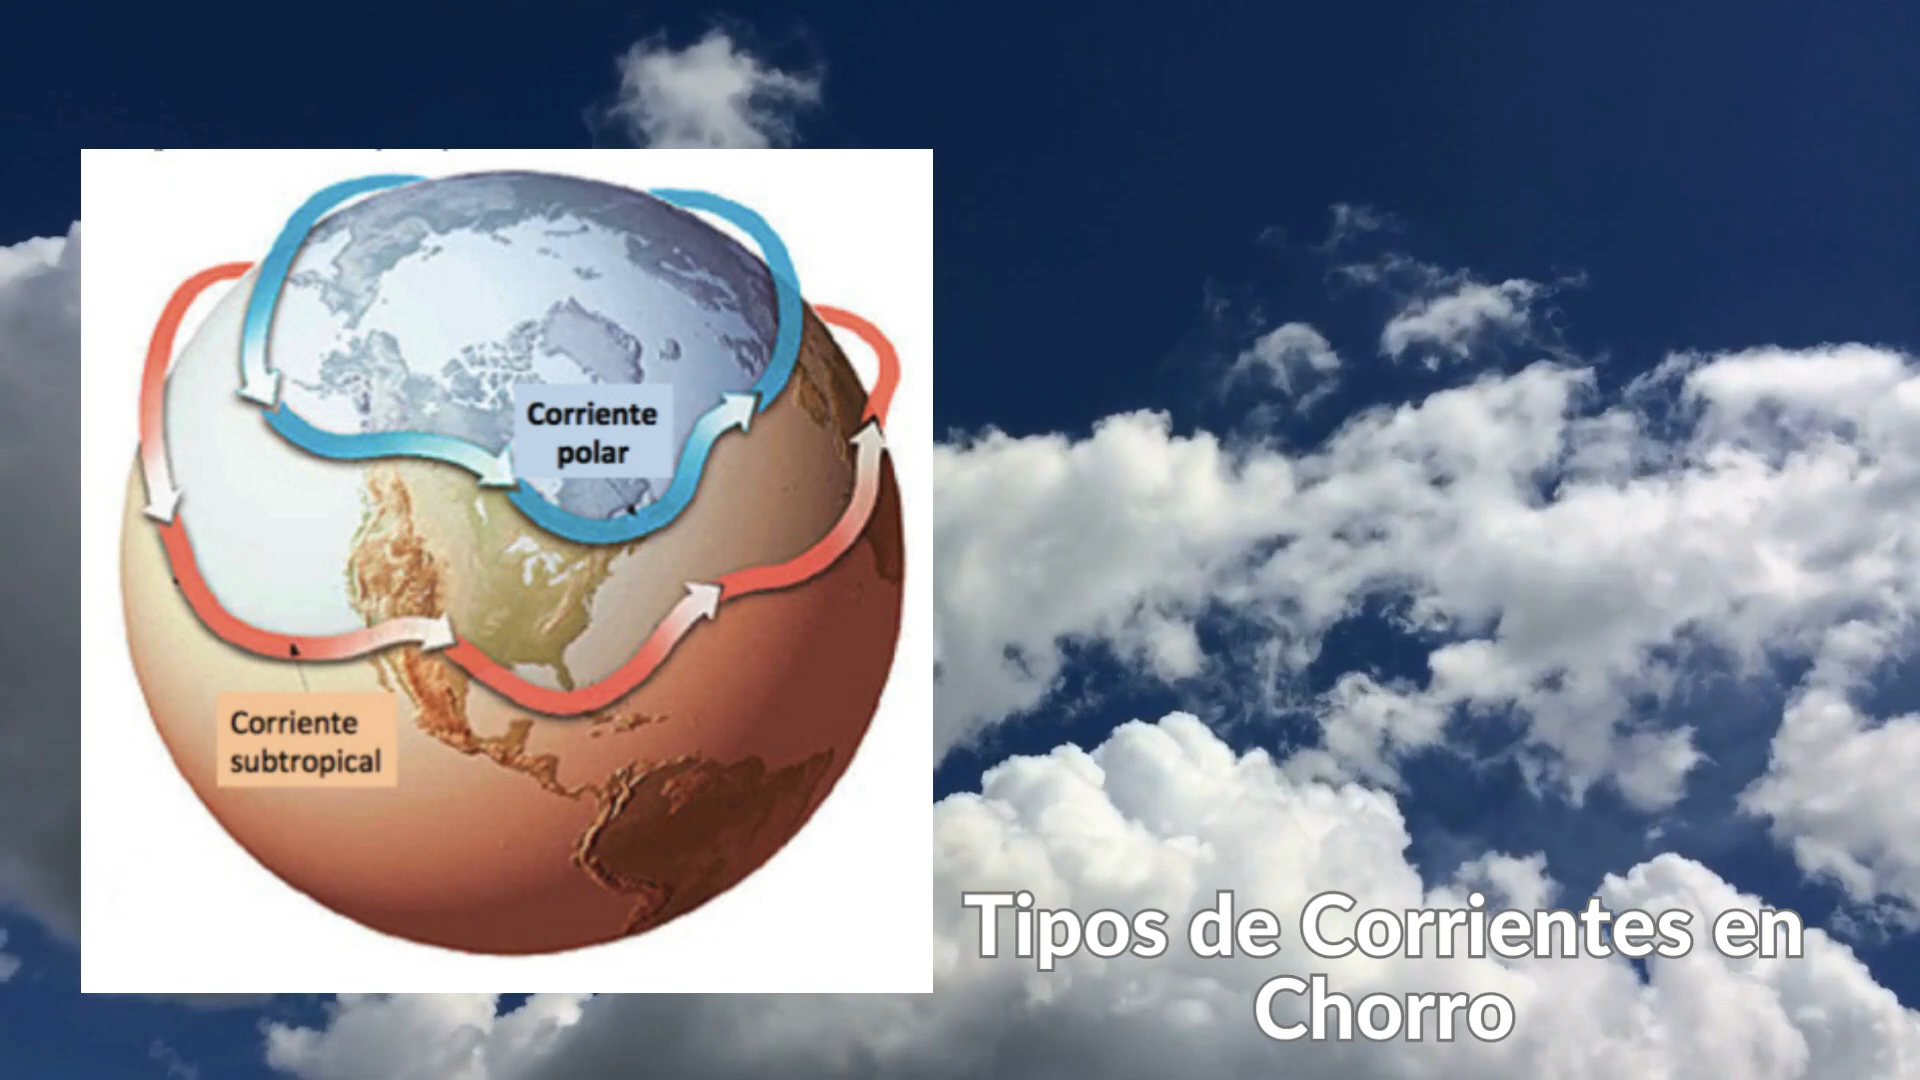 Corriente
polar
Corriente
subtropical
Tipos de Corrientes en
Chorro